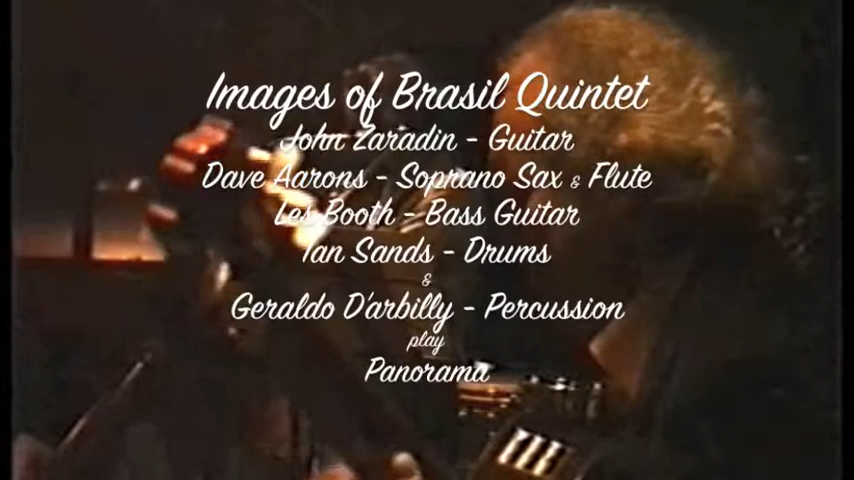 Images of Brasil Quintet
John Zaradin - Guitar
Dave Aarons - Soprano Sax & Flute
Les Booth - Bass Guitar
Ian Sands - Drums
&
Geraldo D'arbilly - Percussion
play
Panorama